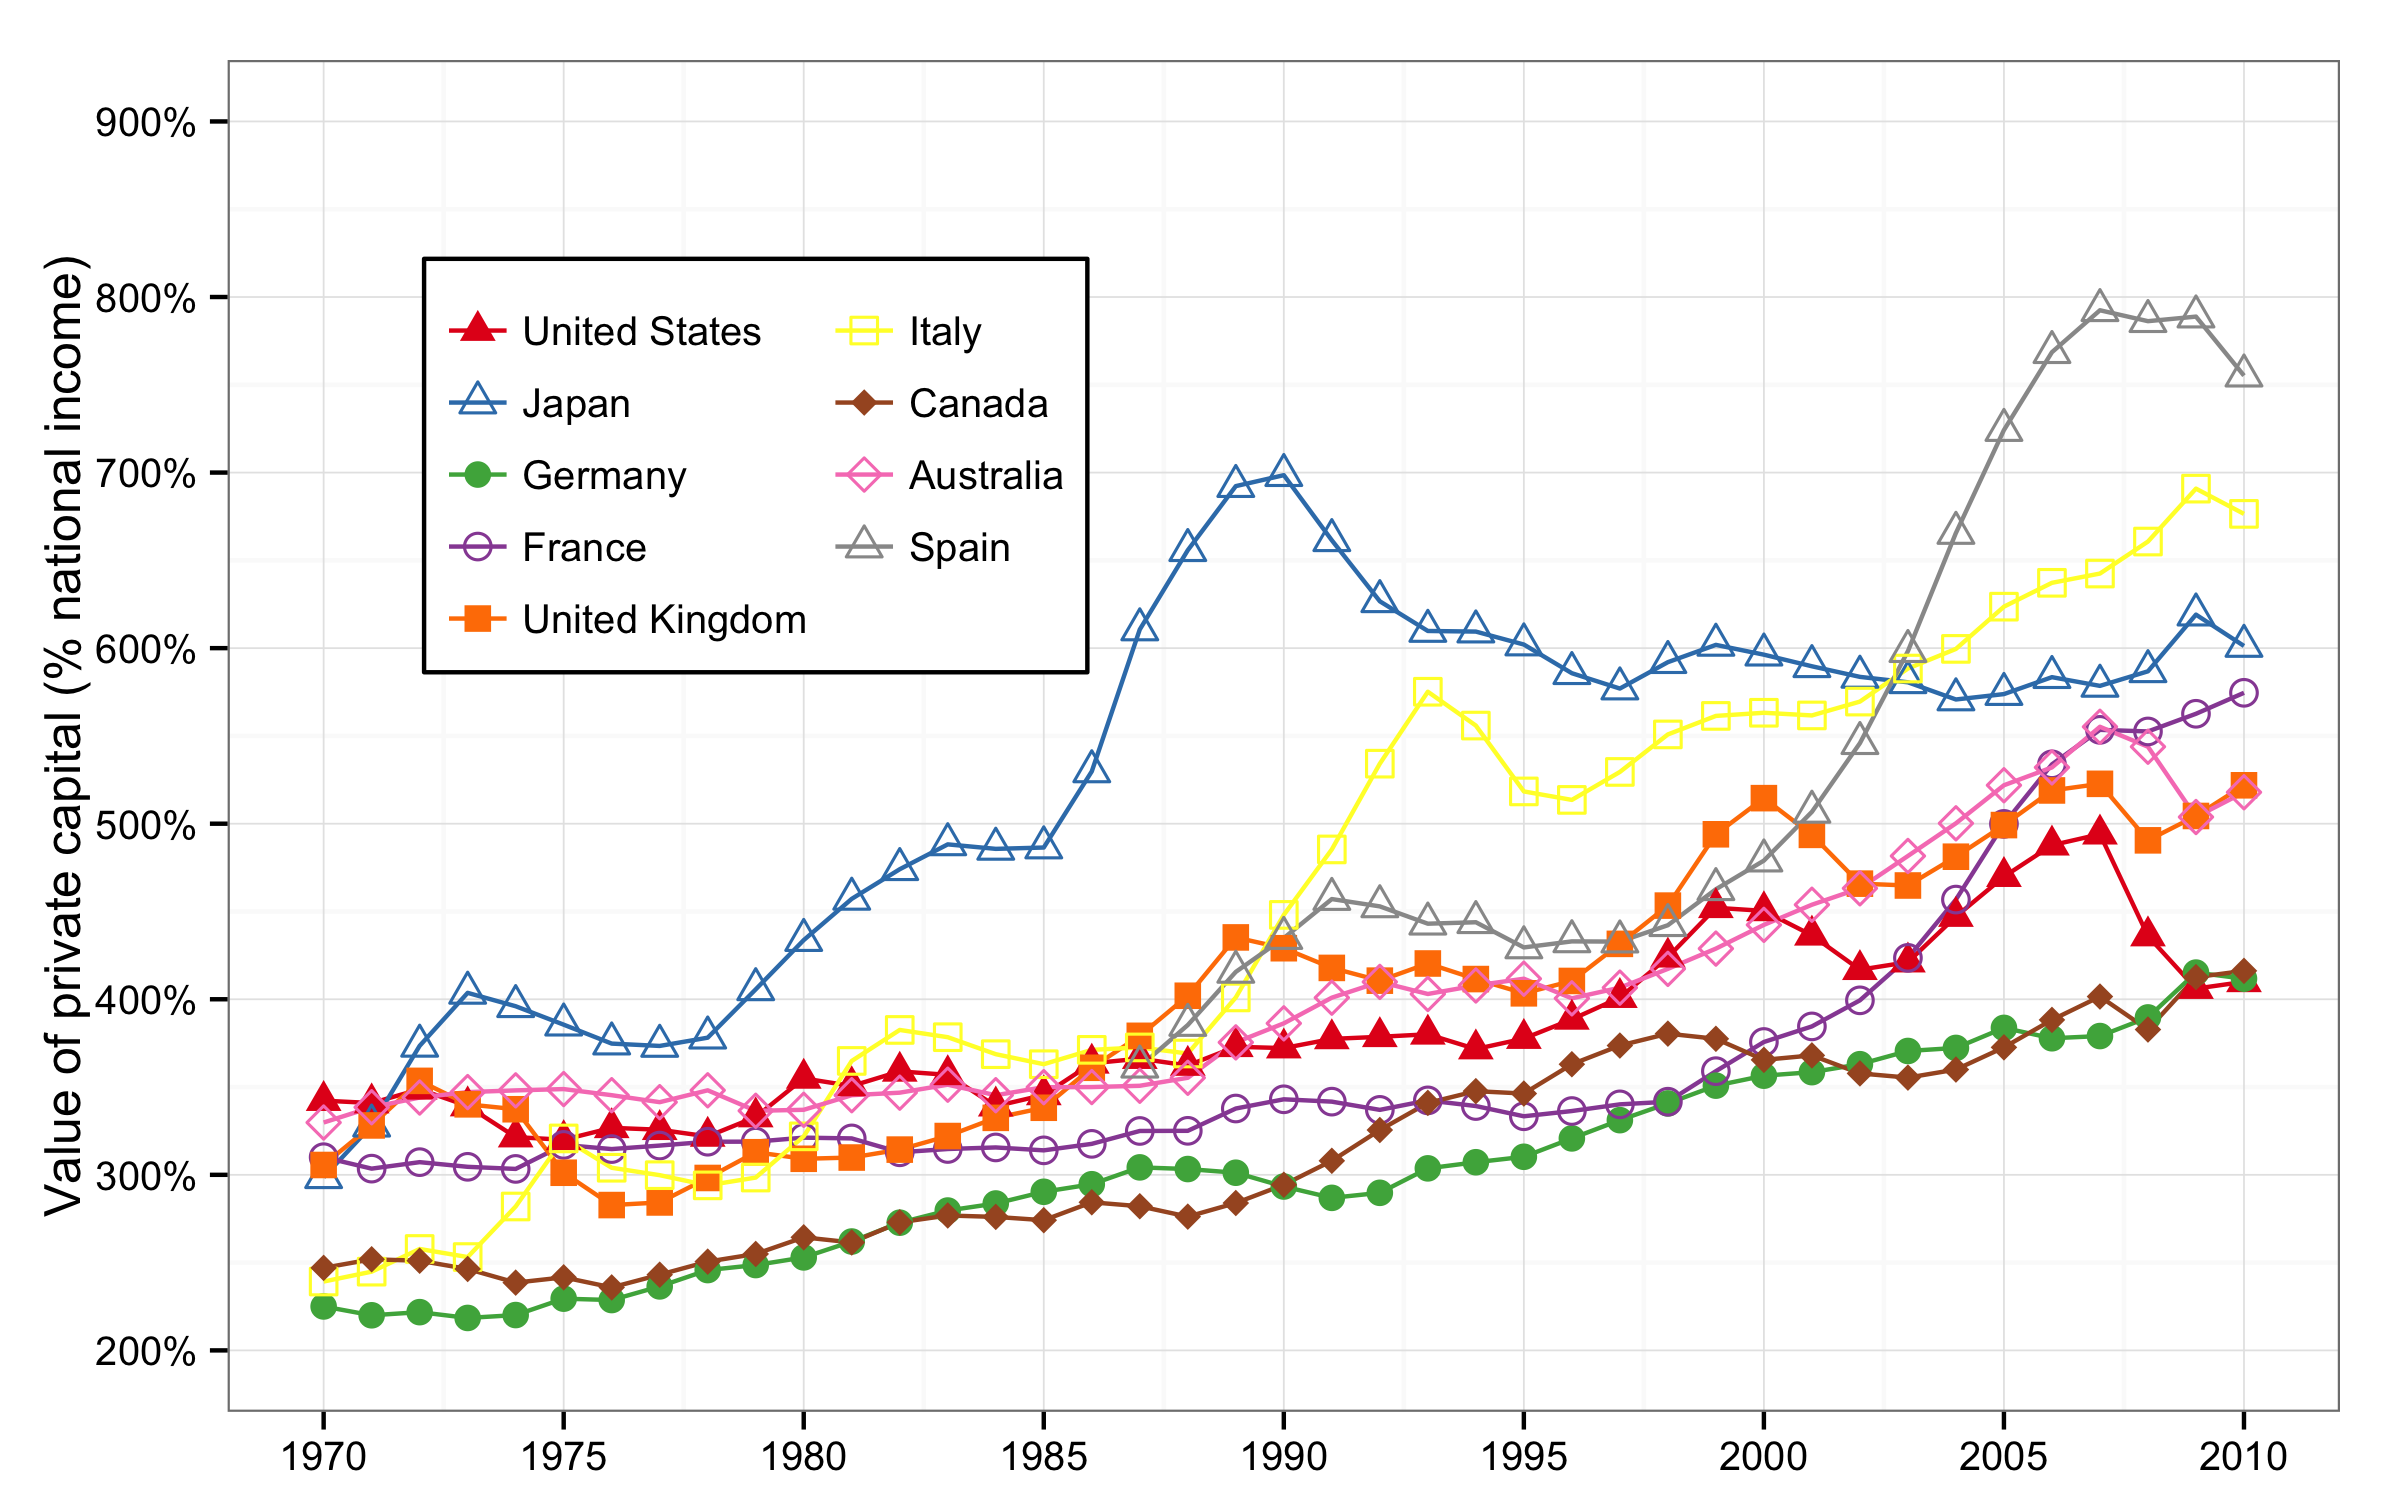 Value of private capital (% national income)
900%
800%
700%
600%
500%
400%
300%
200%
United States
Japan
Germany
France
United Kingdom
Italy
Canada
Australia
Spain
1970 1975 1980 1985 1990 1995 2000 2005 2010